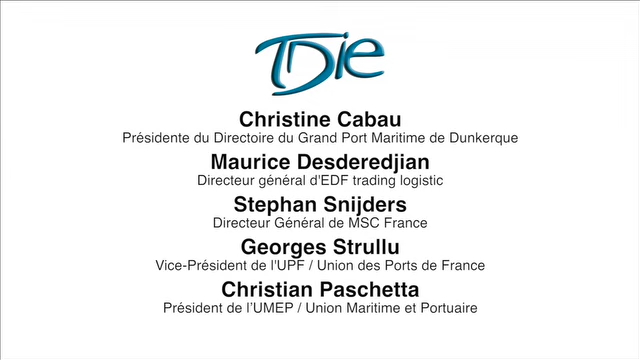 TDie
Christine Cabau
Présidente du Directoire du Grand Port Maritime de Dunkerque
Maurice Desderedjian
Directeur général d'EDF trading logistic
Stephan Snijders
Directeur Général de MSC France
Georges Strullu
Vice-Président de l'UPF / Union des Ports de France
Christian Paschetta
Président de l’UMEP / Union Maritime et Portuaire